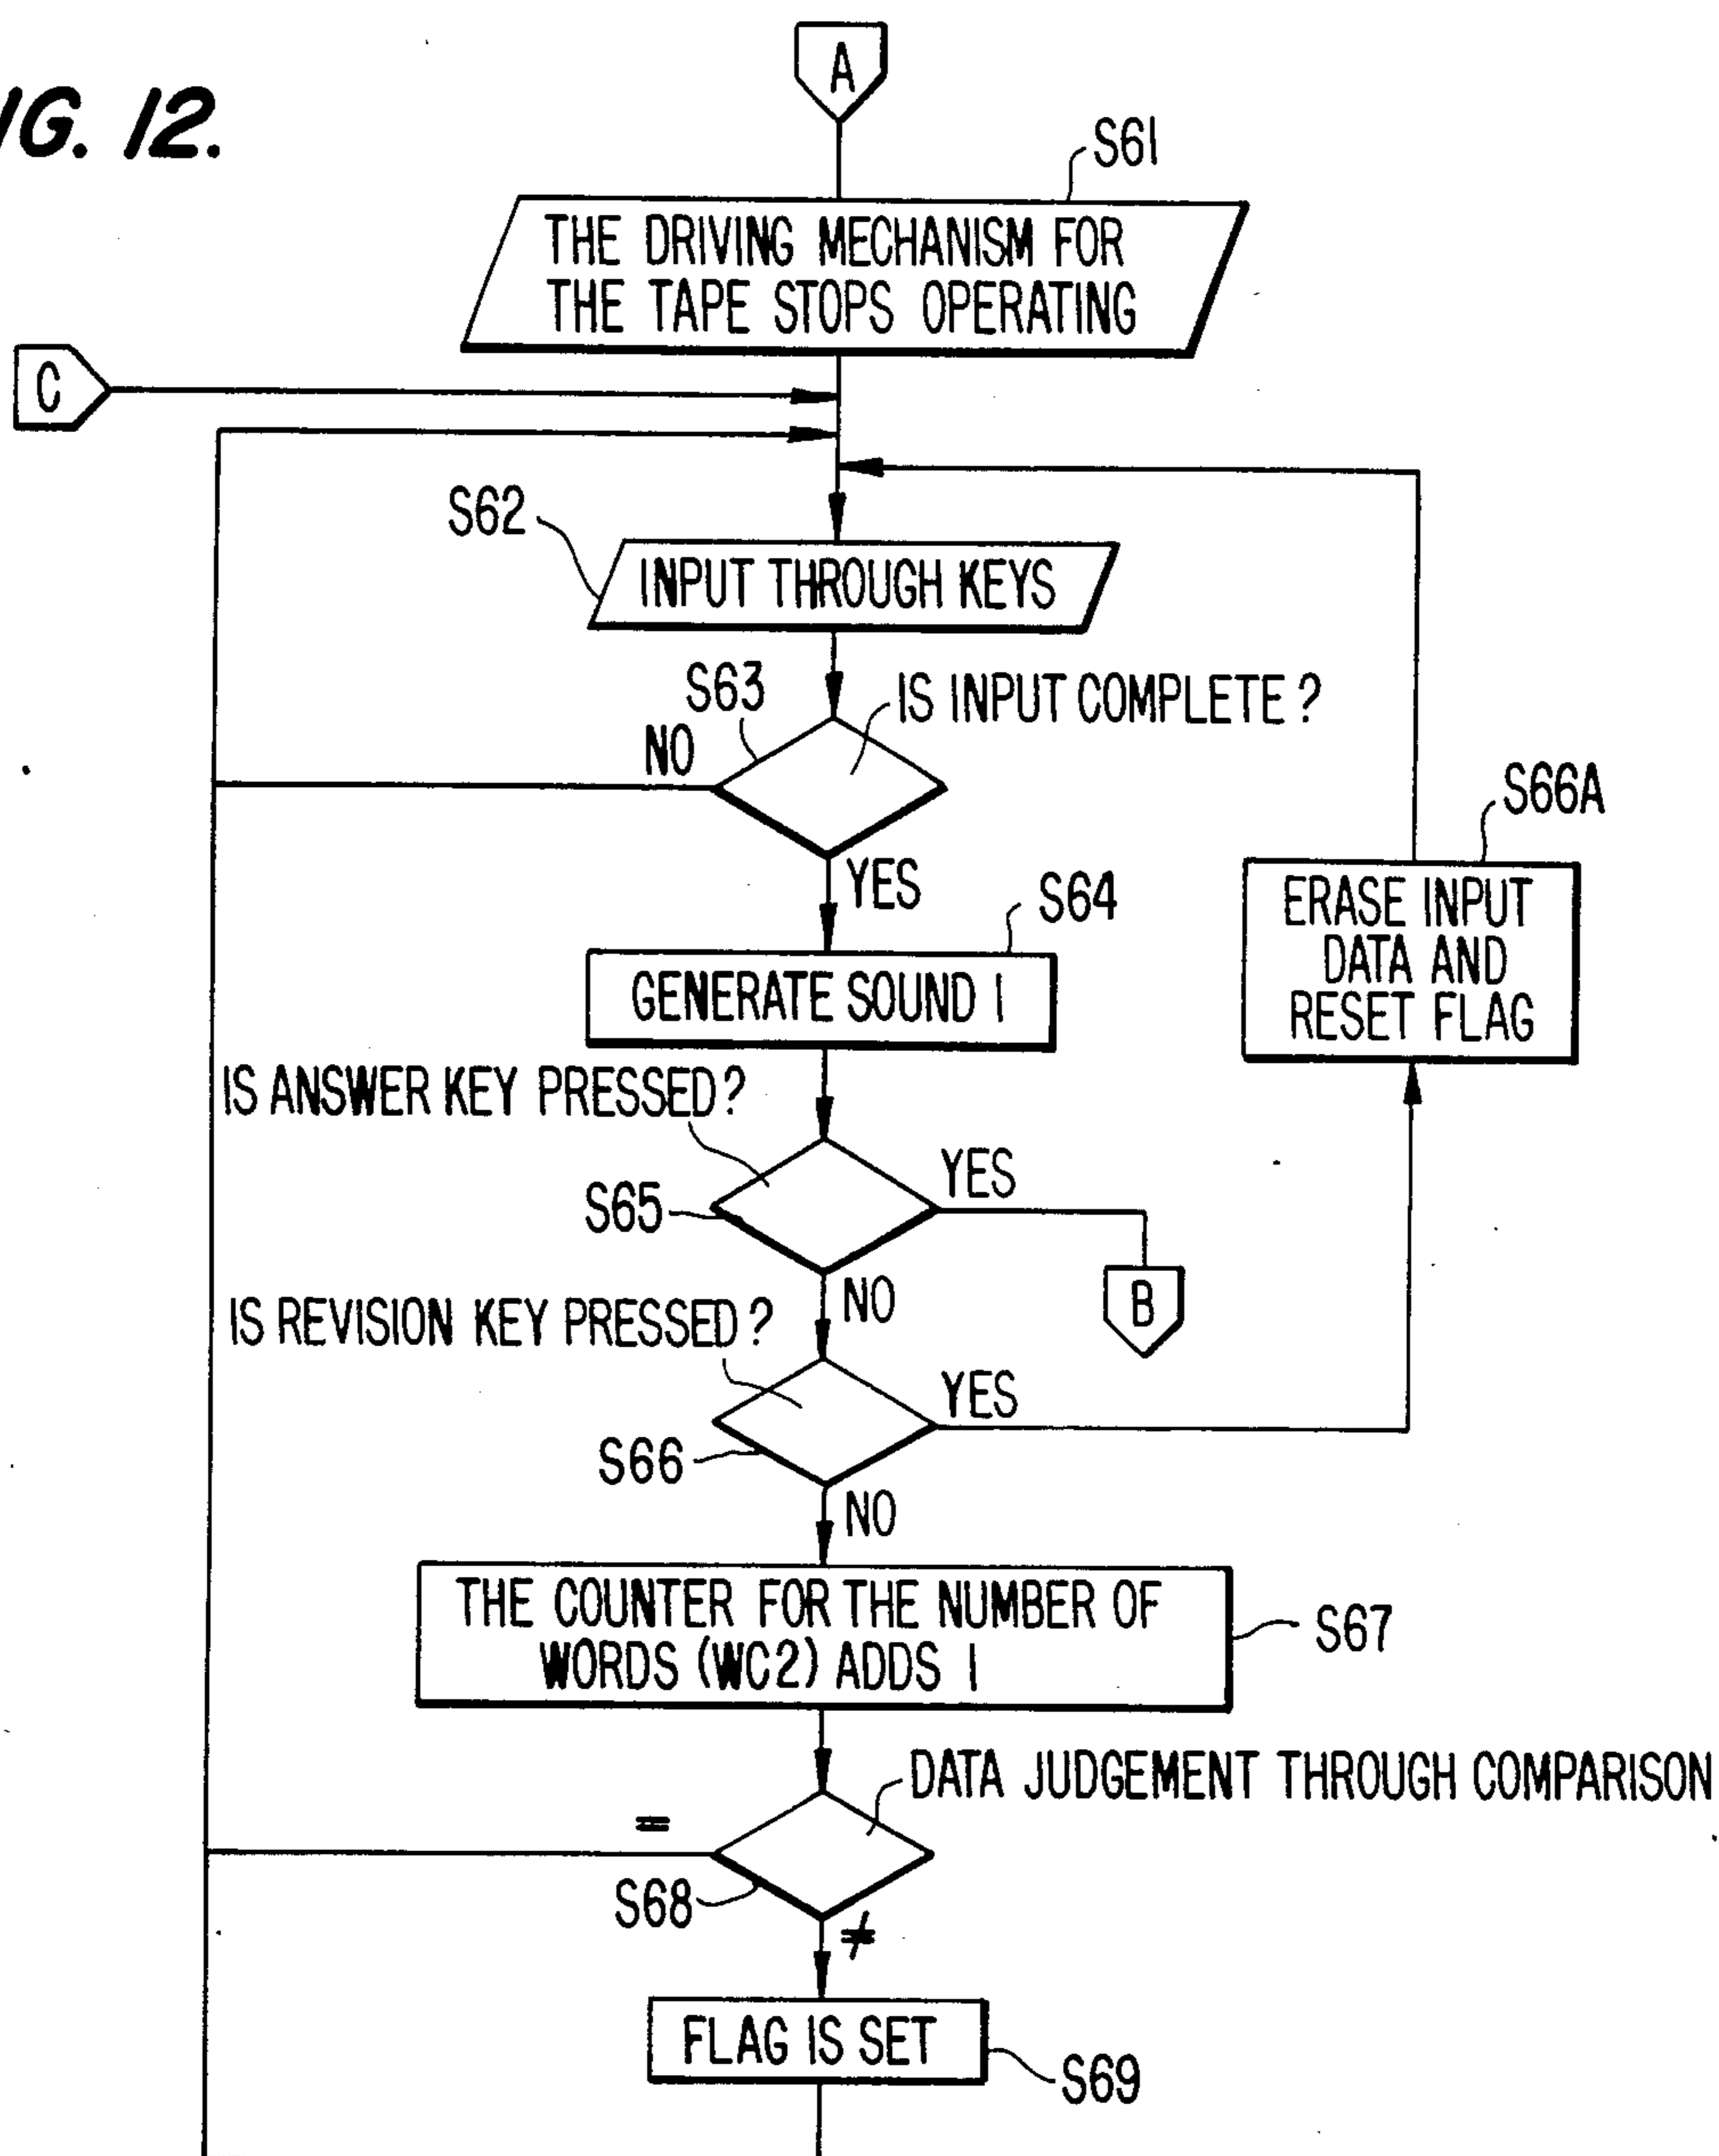 A
IG. 12.
S61
THE DRIVING MECHANISM FOR
THE TAPE STOPS OPERATING
C
S62
INPUT THROUGH KEYS
S63
IS INPUT COMPLETE ?
NO
S66A
YES
S64
ERASE INPUT
DATA AND
RESET FLAG
GENERATE SOUND 1
IS ANSWER KEY PRESSED?
YES
S65
B
NO
IS REVISION KEY PRESSED ?
YES
S66
NO
THE COUNTER FOR THE NUMBER OF
WORDS (WC2) ADDS 1
S67
DATA JUDGEMENT THROUGH COMPARISON
=
S68
≠
FLAG IS SET
S69